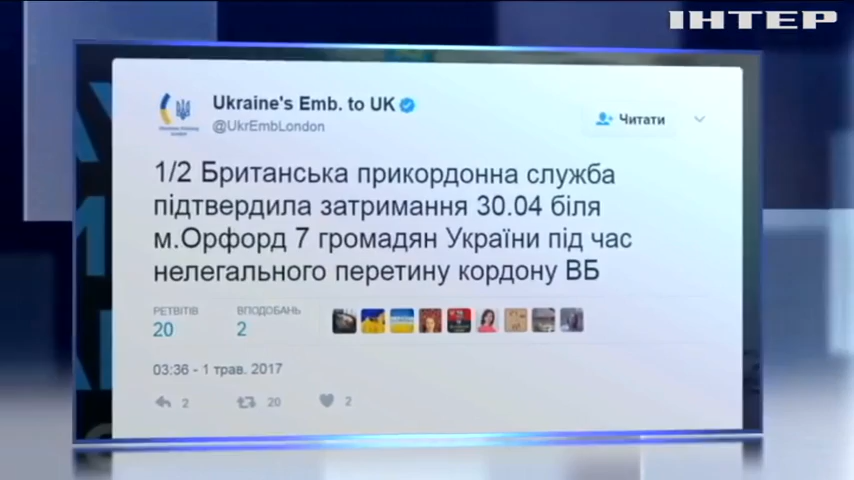 ІНТЕР
Ukraine's Emb. to UK
@UkrEmbLondon
Читати
1/2 Британська прикордонна служба
підтвердила затримання 30.04 біля
м.Орфорд 7 громадян України під час
нелегального перетину кордону ВБ
РЕТВІТІВ ВПОДОБАНЬ
20 2
03:36 - 1 трав. 2017
2 20 2